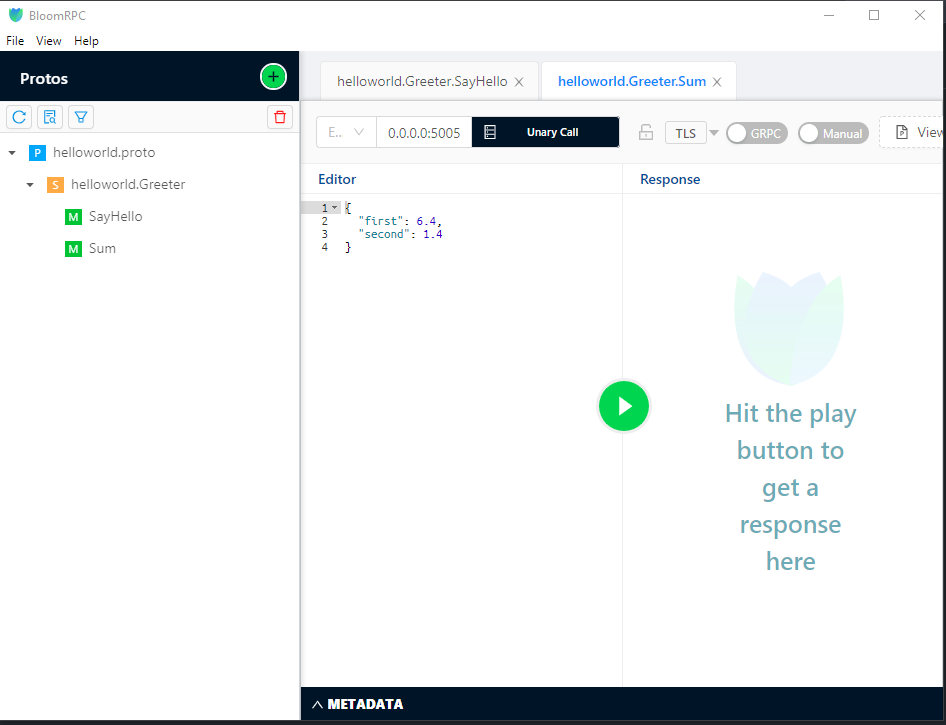 BloomRPC
File View Help
Protos
helloworld.Greeter.SayHello
helloworld.Greeter.Sum
E..
0.0.0.0:5005
Unary Call
TLS
GRPC
Manual
View
P helloworld.proto
S helloworld.Greeter
M SayHello
M Sum
Editor
Response
1 {
2 "first": 6.4,
3 "second": 1.4
4 }
Hit the play
button to
get a
response
here
METADATA